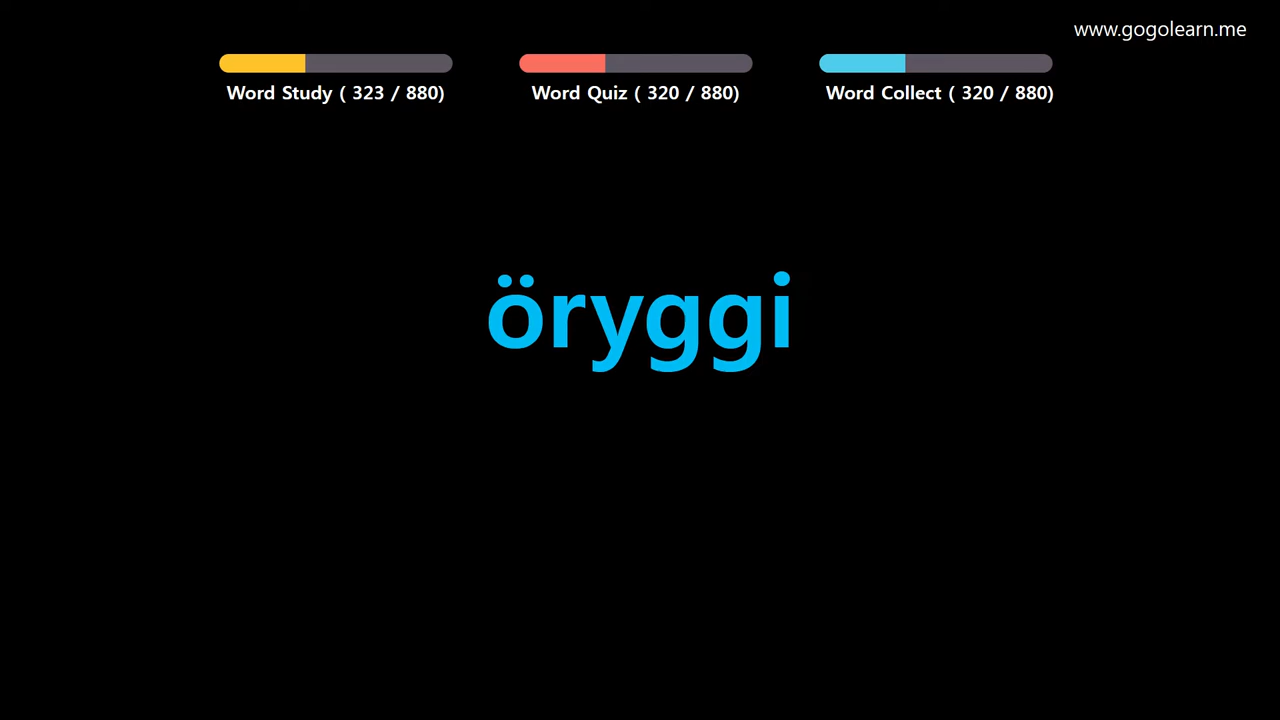 www.gogolearn.me
Word Study ( 323 / 880)
Word Quiz ( 320 / 880)
Word Collect ( 320 / 880)
öryggi